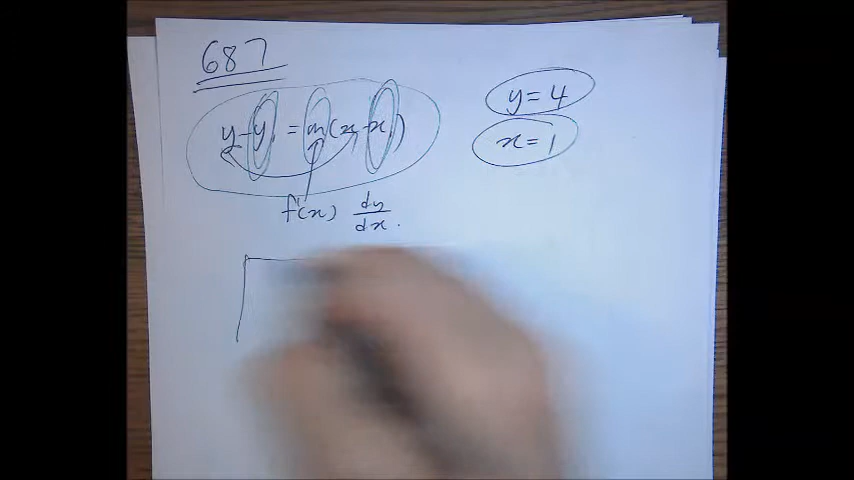 687
y - y₁ = m(x - x₁)
y = 4
x = 1
f'(x) dy/dx .